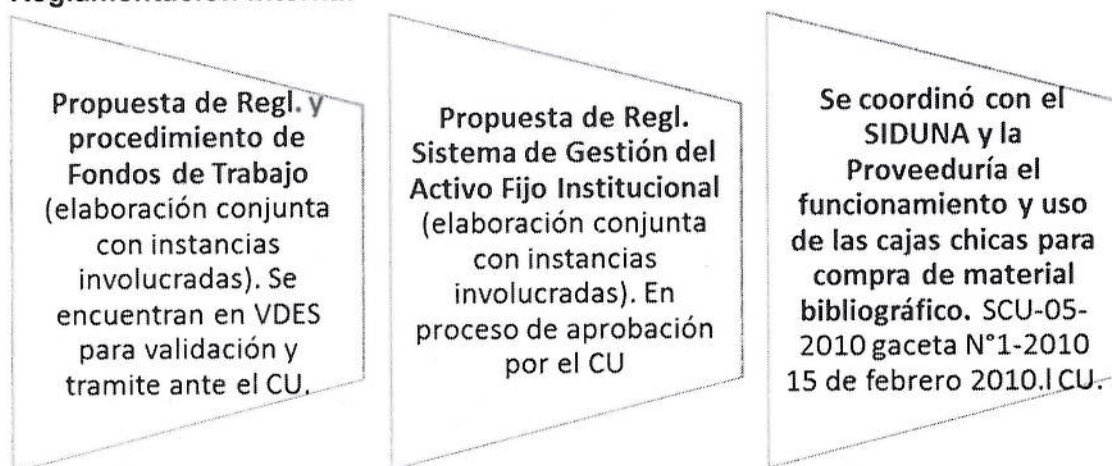 Propuesta de Regl. y
procedimiento de
Fondos de Trabajo
(elaboración conjunta
con instancias
involucradas). Se
encuentran en VDES
para validación y
tramite ante el CU.
Propuesta de Regl.
Sistema de Gestión del
Activo Fijo Institucional
(elaboración conjunta
con instancias
involucradas). En
proceso de aprobación
por el CU
Se coordinó con el
SIDUNA y la
Proveeduría el
funcionamiento y uso
de las cajas chicas para
compra de material
bibliográfico. SCU-05-
2010 gaceta N°1-2010
15 de febrero 2010.l CU.